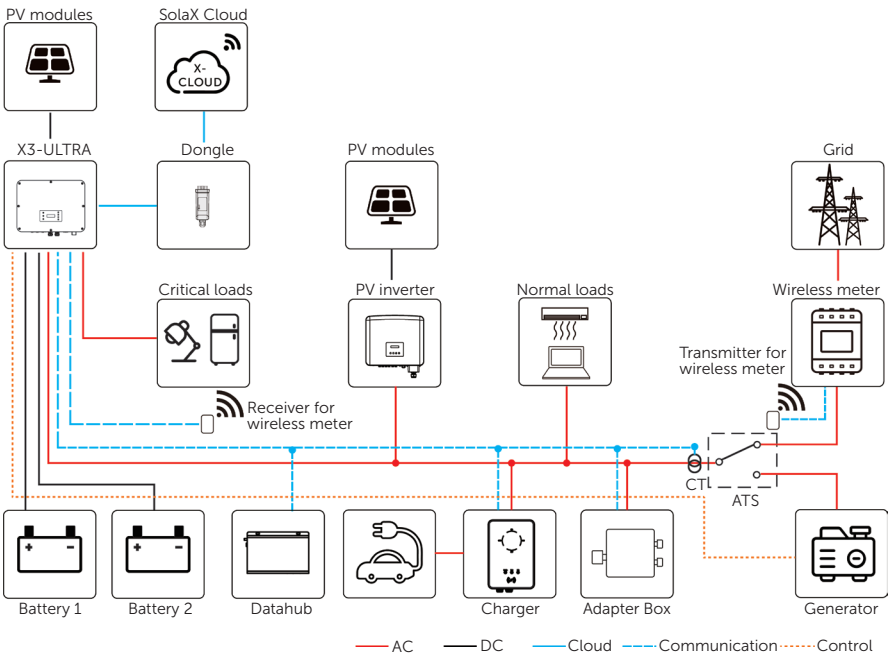 PV modules
SolaX Cloud
X-
CLOUD
X3-ULTRA
Dongle
PV modules
Grid
Critical loads
PV inverter
Normal loads
Wireless meter
Transmitter for
wireless meter
Receiver for
wireless meter
CT
ATS
Battery 1
Battery 2
Datahub
Charger
Adapter Box
Generator
AC
DC
Cloud
Communication
Control